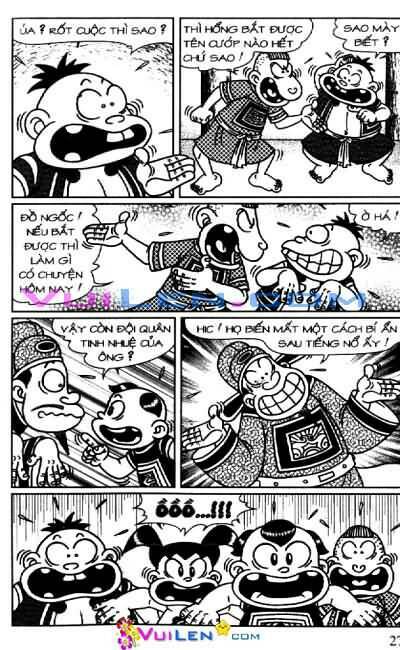 ỦA ? RỐT CUỘC THÌ SAO ?
THÌ HỔNG BẮT ĐƯỢC
TÊN CƯỚP NÀO HẾT
CHỨ SAO !
SAO MÀY
BIẾT ?
ĐỒ NGỐC !
NẾU BẮT
ĐƯỢC THÌ
LÀM GÌ
CÓ CHUYỆN
HÔM NAY !
Ờ HÁ !
VUILEN.COM
VẬY CÒN ĐỘI QUÂN
TINH NHUỆ CỦA
ÔNG ?
HIC ! HỌ BIẾN MẤT MỘT CÁCH BÍ ẨN
SAU TIẾNG NỔ ẤY !
Ồ Ồ Ồ...!!!
VUILEN.com